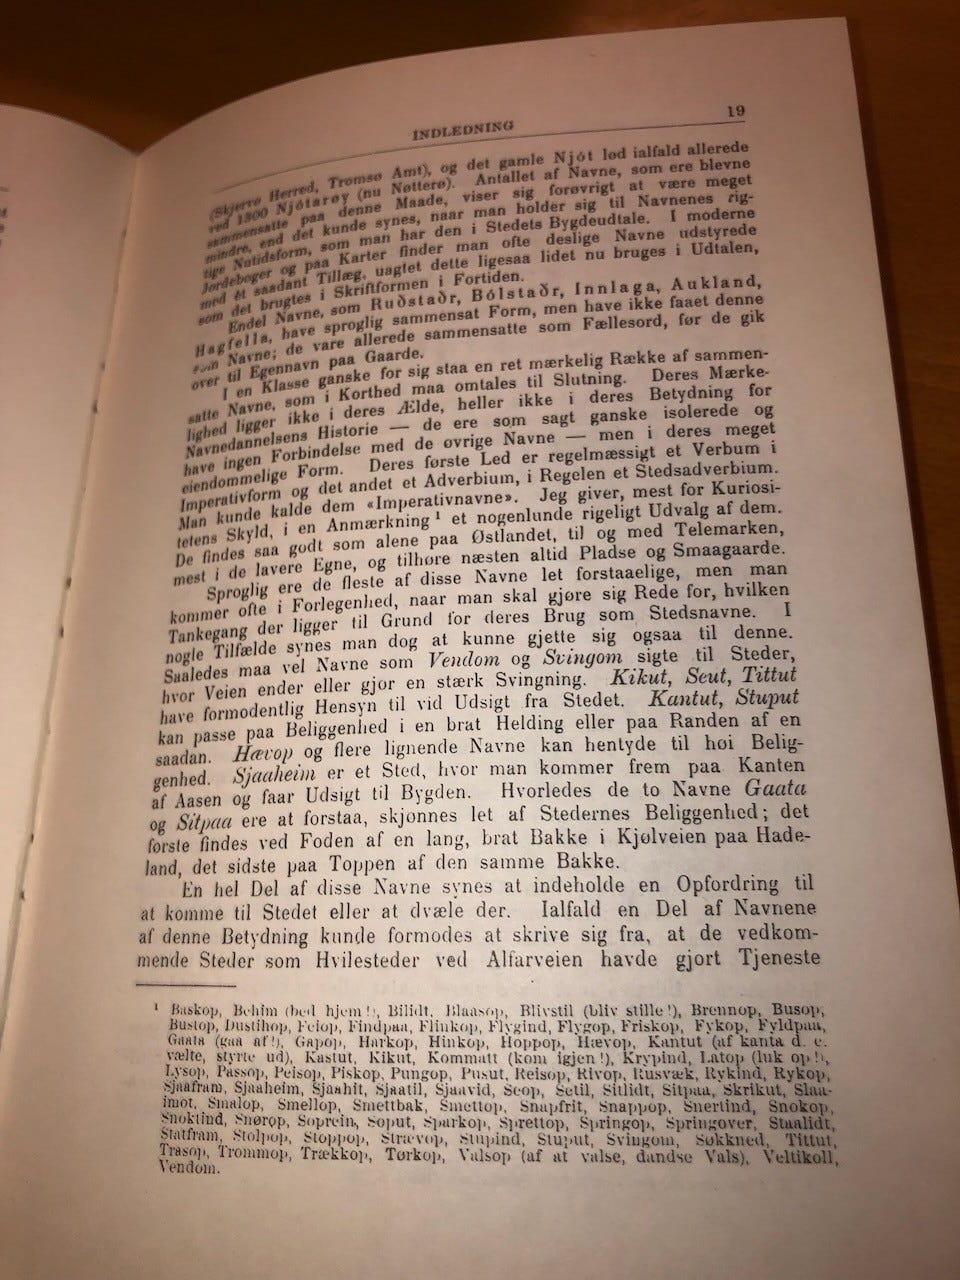 INDLEDNING 19
(Skjervø Herred, Tromsø Amt), og det gamle Njót lød ialfald allerede
ved 1300 Njótarøy (nu Nøtterø). Antallet af Navne, som ere blevne
sammensatte paa denne Maade, viser sig forøvrigt at være meget
mindre, end det kunde synes, naar man holder sig til Navnenes rig-
tige Nutidsform, som man har den i Stedets Bygdeudtale. I moderne
Jordebøger og paa Karter finder man ofte deslige Navne udstyrede
med et saadant Tillæg, uagtet dette ligesaa lidet nu bruges i Udtalen,
som det brugtes i Skriftformen i Fortiden.
Endel Navne, som Ruðstaðr, Bólstaðr, Innlaga, Aukland,
Hagfella, have sproglig sammensat Form, men have ikke faaet denne
som Navne; de vare allerede sammensatte som Fællesord, før de gik
over til Egennavn paa Gaarde.
I en Klasse ganske for sig staa en ret mærkelig Række af sammen-
satte Navne, som i Korthed maa omtales til Slutning. Deres Mærke-
lighed ligger ikke i deres Ælde, heller ikke i deres Betydning for
Navnedannelsens Historie — de ere som sagt ganske isolerede og
have ingen Forbindelse med de øvrige Navne — men i deres meget
eiendommelige Form. Deres første Led er regelmæssigt et Verbum i
Imperativform og det andet et Adverbium, i Regelen et Stedsadverbium.
Man kunde kalde dem «Imperativnavne». Jeg giver, mest for Kuriosi-
tetens Skyld, i en Anmærkning¹ et nogenlunde rigeligt Udvalg af dem.
De findes saa godt som alene paa Østlandet, til og med Telemarken,
mest i de lavere Egne, og tilhøre næsten altid Pladse og Smaagaarde.
Sproglig ere de fleste af disse Navne let forstaaelige, men man
kommer ofte i Forlegenhed, naar man skal gjøre sig Rede for, hvilken
Tankegang der ligger til Grund for deres Brug som Stedsnavne. I
nogle Tilfælde synes man dog at kunne gjette sig ogsaa til denne.
Saaledes maa vel Navne som Vendom og Svingom sigte til Steder,
hvor Veien ender eller gjør en stærk Svingning. Kikut, Seut, Tittut
have formodentlig Hensyn til vid Udsigt fra Stedet. Kantut, Stuput
kan passe paa Beliggenhed i en brat Helding eller paa Randen af en
saadan. Hævop og flere lignende Navne kan hentyde til høi Belig-
genhed. Sjaaheim er et Sted, hvor man kommer frem paa Kanten
af Aasen og faar Udsigt til Bygden. Hvorledes de to Navne Gaata
og Sitpaa ere at forstaa, skjønnes let af Stedernes Beliggenhed; det
første findes ved Foden af en lang, brat Bakke i Kjølveien paa Hade-
land, det sidste paa Toppen af den samme Bakke.
En hel Del af disse Navne synes at indeholde en Opfordring til
at komme til Stedet eller at dvæle der. Ialfald en Del af Navnene
af denne Betydning kunde formodes at skrive sig fra, at de vedkom-
mende Steder som Hvilesteder ved Alfarveien havde gjort Tjeneste
¹ Baskop, Behim (bed hjem!), Bilidt, Blaasop, Blivstil (bliv stille!), Brennop, Busop,
Bustop, Dustihop, Feiop, Findpaa, Flinkop, Flygind, Flygop, Friskop, Fykop, Fyldpaa,
Gaata (gaa af!), Gapop, Harkop, Hinkop, Hoppop, Hævop, Kantut (af kanta d. e.
vælte, styrte ud), Kastut, Kikut, Kommatt (kom igjen!), Krypind, Latop (luk op!),
Lysop, Passop, Peisop, Piskop, Pungop, Pusut, Reisop, Rivop, Rusvæk, Rykind, Rykop,
Sjaafram, Sjaaheim, Sjaahit, Sjaatil, Sjaavid, Seop, Setil, Sitlidt, Sitpaa, Skrikut, Slaa-
imot, Smalop, Smellop, Smettbak, Smettop, Snapfrit, Snappop, Snertind, Snokop,
Snoktind, Snørop, Soprein, Soput, Sparkop, Sprettop, Springop, Springover, Staalidt,
Statfram, Stolpop, Stoppop, Strævop, Stupind, Stuput, Svingom, Søkkned, Tittut,
Trasop, Trommop, Trækkop, Tørkop, Valsop (af at valse, dandse Vals), Veltikoll,
Vendom.